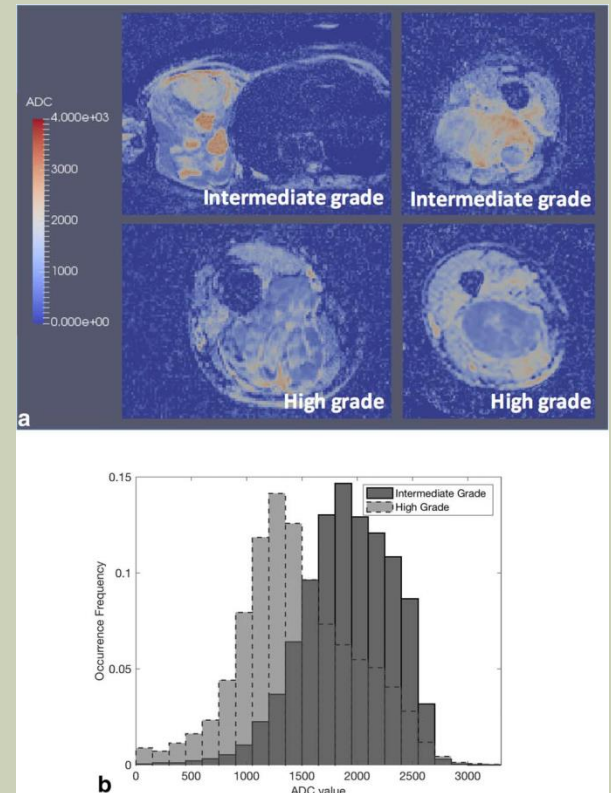 ADC
4.000e+03
3000
2000
1000
0.000e+00
Intermediate grade
Intermediate grade
High grade
High grade
a
0.15
0.1
0.05
0
Occurrence Frequency
Intermediate Grade
High Grade
0
500
1000
1500
2000
2500
3000
ADC value
b